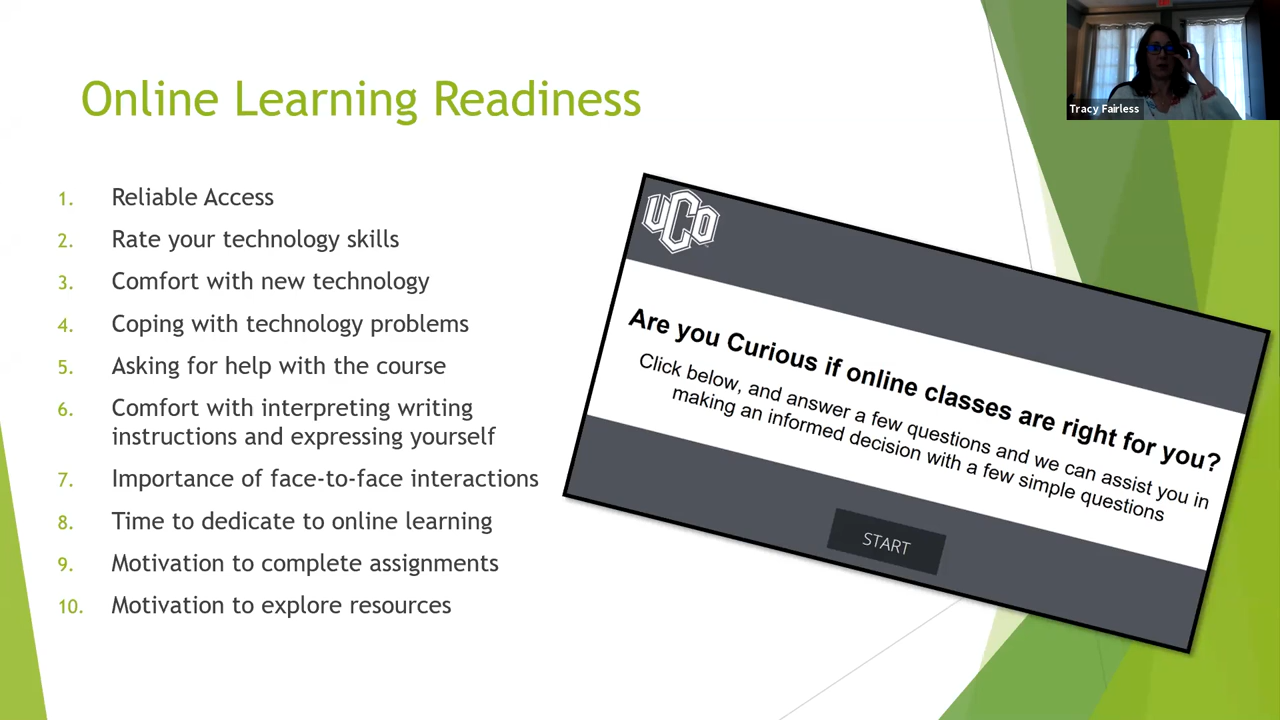 Online Learning Readiness
Tracy Fairless
1. Reliable Access
2. Rate your technology skills
3. Comfort with new technology
4. Coping with technology problems
5. Asking for help with the course
6. Comfort with interpreting writing
instructions and expressing yourself
7. Importance of face-to-face interactions
8. Time to dedicate to online learning
9. Motivation to complete assignments
10. Motivation to explore resources
UCO
Are you Curious if online classes are right for you?
Click below, and answer a few questions and we can assist you in
making an informed decision with a few simple questions
START